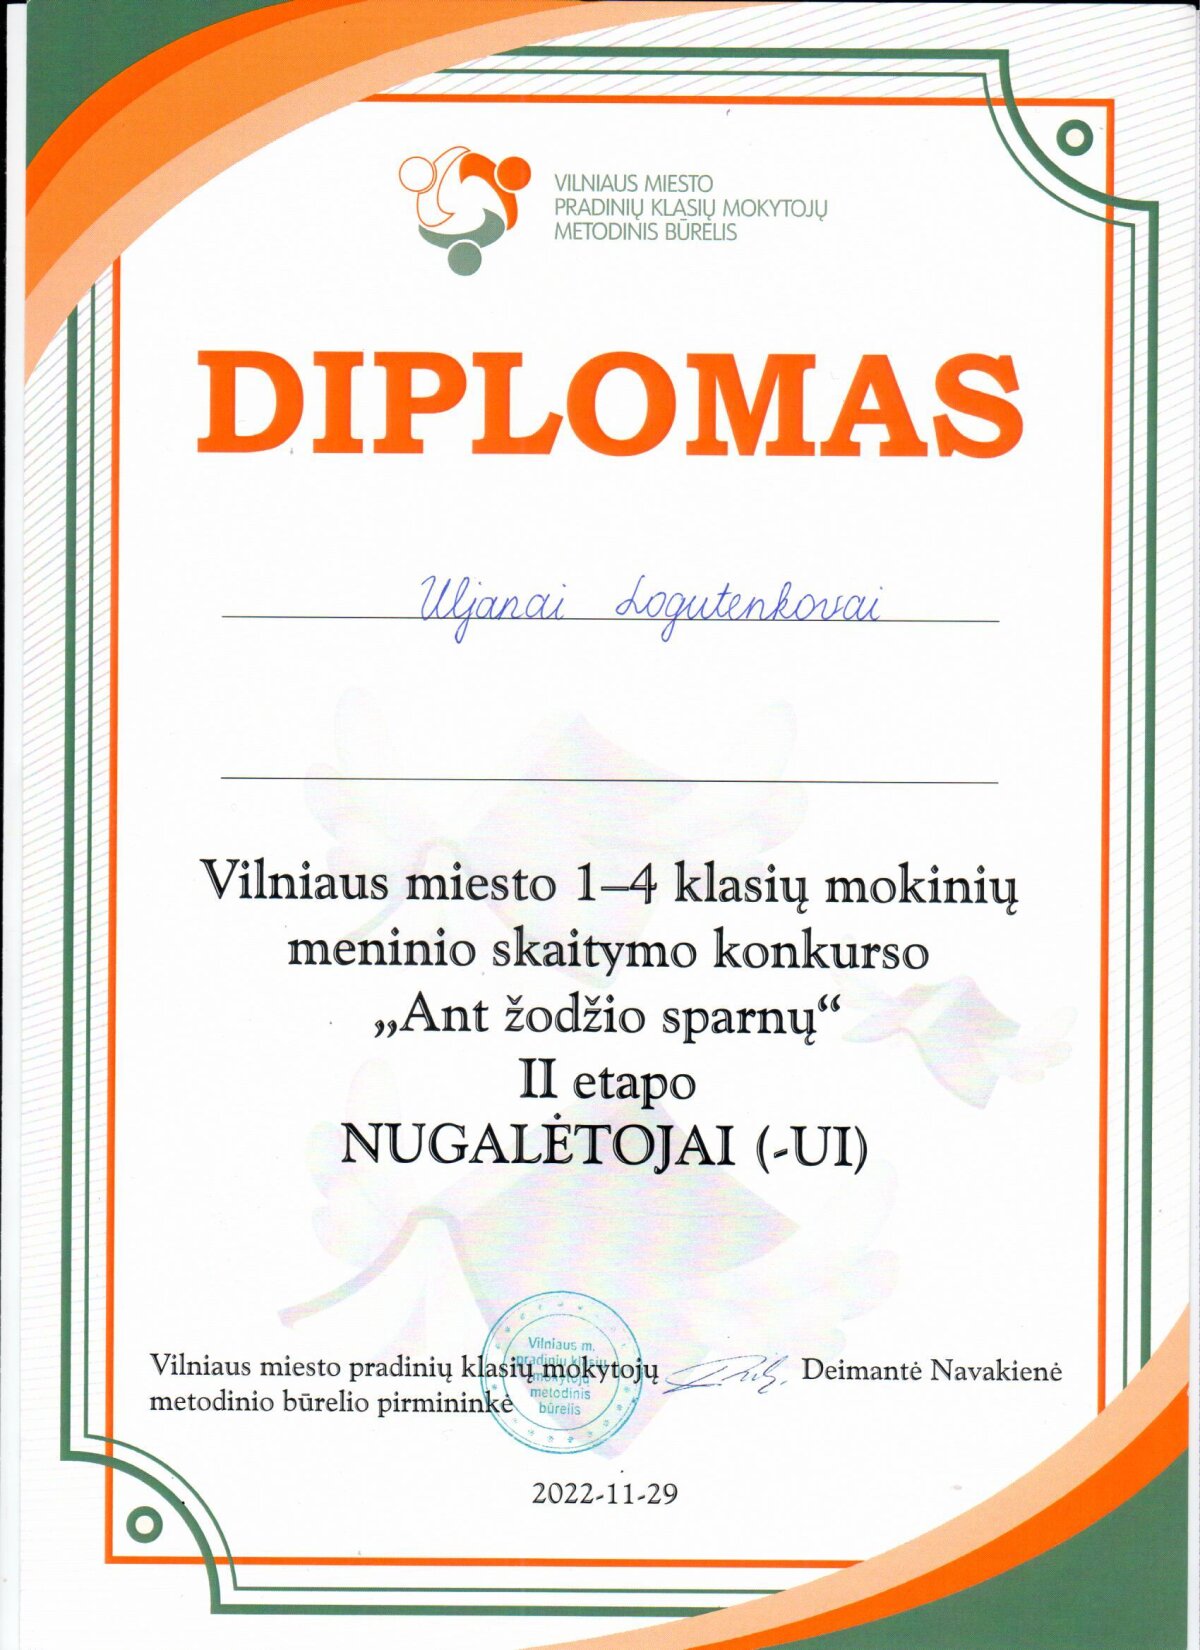 VILNIAUS MIESTO
PRADINIŲ KLASIŲ MOKYTOJŲ
METODINIS BŪRELIS
DIPLOMAS
Uljanai Logutenkovai
Vilniaus miesto 1–4 klasių mokinių
meninio skaitymo konkurso
„Ant žodžio sparnų“
II etapo
NUGALĖTOJAI (-UI)
Vilniaus m.
pradinių klasių
mokytojų
metodinis
būrelis
Vilniaus miesto pradinių klasių mokytojų Deimantė Navakienė
metodinio būrelio pirmininkė
2022-11-29